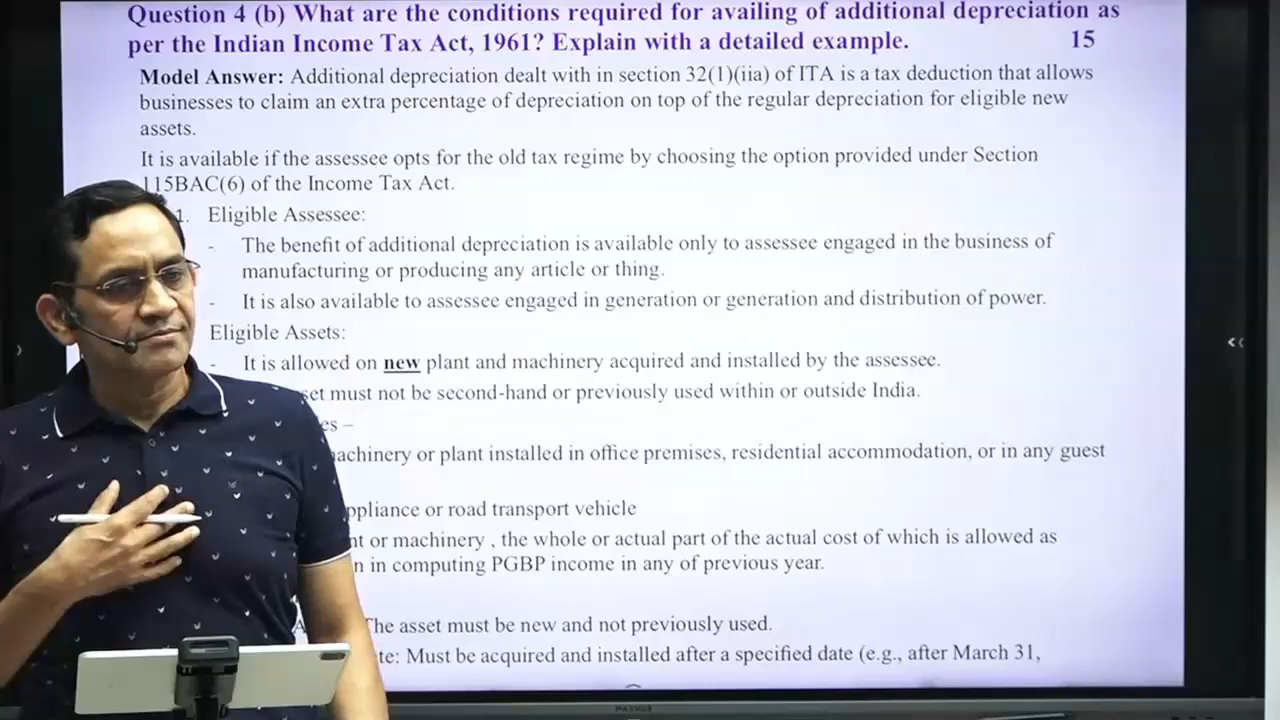 Question 4 (b) What are the conditions required for availing of additional depreciation as
per the Indian Income Tax Act, 1961? Explain with a detailed example. 15
Model Answer: Additional depreciation dealt with in section 32(1)(iia) of ITA is a tax deduction that allows
businesses to claim an extra percentage of depreciation on top of the regular depreciation for eligible new
assets.
It is available if the assessee opts for the old tax regime by choosing the option provided under Section
115BAC(6) of the Income Tax Act.
1. Eligible Assessee:
- The benefit of additional depreciation is available only to assessee engaged in the business of
manufacturing or producing any article or thing.
- It is also available to assessee engaged in generation or generation and distribution of power.
Eligible Assets:
- It is allowed on new plant and machinery acquired and installed by the assessee.
must not be second-hand or previously used within or outside India.
machinery or plant installed in office premises, residential accommodation, or in any guest
appliance or road transport vehicle
or machinery , the whole or actual part of the actual cost of which is allowed as
in computing PGBP income in any of previous year.
The asset must be new and not previously used.
Must be acquired and installed after a specified date (e.g., after March 31,